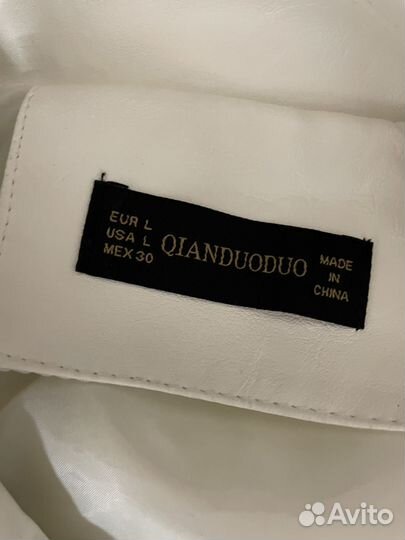 EUR L
USA L
MEX 30
QIANDUODUO
MADE
IN
CHINA
Avito